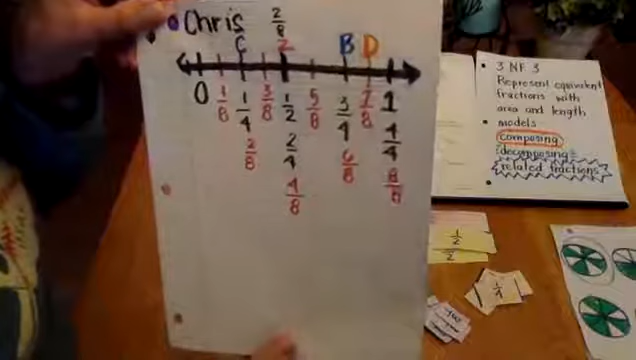 Chris 2/8
C Z B D
0 1/8 1/4 3/8 1/2 5/8 3/4 7/8 1
2/8 2/4 6/8 4/4
4/8 8/8
3 NF 3
Represent equivalent
fractions with
area and length
models
composing
decomposing
related fractions
1/2
2
1/4